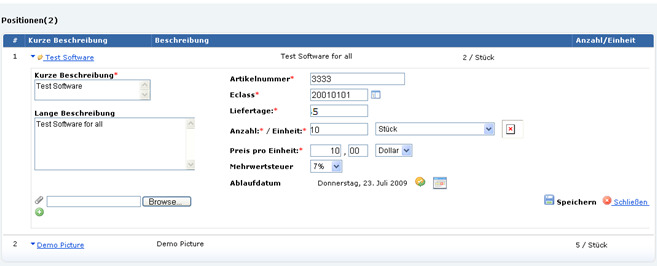 Positionen(2)
# Kurze Beschreibung Beschreibung Anzahl/Einheit
1 Test Software Test Software for all 2 / Stück
Kurze Beschreibung*
Test Software
Lange Beschreibung
Test Software for all
Browse...
Artikelnummer* 3333
Eclass* 20010101
Liefertage:* 5
Anzahl:* / Einheit:* 10 Stück
Preis pro Einheit:* 10 , 00 Dollar
Mehrwertsteuer 7%
Ablaufdatum Donnerstag, 23. Juli 2009
Speichern Schließen
2 Demo Picture Demo Picture 5 / Stück